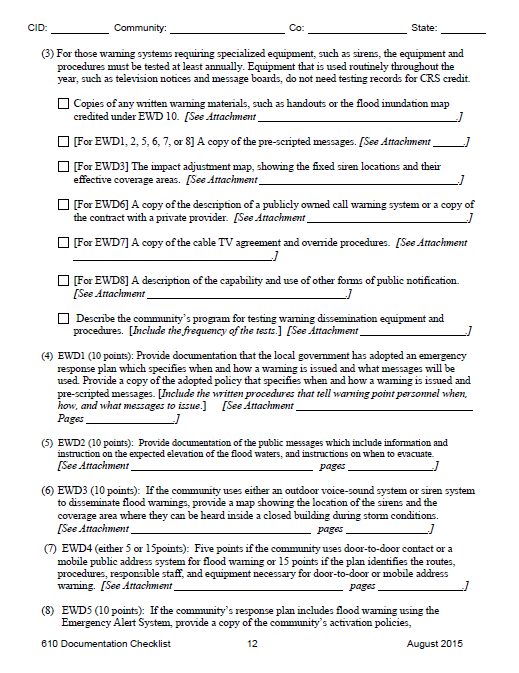 CID: __________ Community: ____________________ Co: _________________ State: _______
(3) For those warning systems requiring specialized equipment, such as sirens, the equipment and
procedures must be tested at least annually. Equipment that is used routinely throughout the
year, such as television notices and message boards, do not need testing records for CRS credit.
☐ Copies of any written warning materials, such as handouts or the flood inundation map
credited under EWD 10. [See Attachment ____________________.]
☐ [For EWD1, 2, 5, 6, 7, or 8] A copy of the pre-scripted messages. [See Attachment ______.]
☐ [For EWD3] The impact adjustment map, showing the fixed siren locations and their
effective coverage areas. [See Attachment ____________________.]
☐ [For EWD6] A copy of the description of a publicly owned call warning system or a copy of
the contract with a private provider. [See Attachment ____________________.]
☐ [For EWD7] A copy of the cable TV agreement and override procedures. [See Attachment
____________________.]
☐ [For EWD8] A description of the capability and use of other forms of public notification.
[See Attachment ____________________.]
☐ Describe the community's program for testing warning dissemination equipment and
procedures. [Include the frequency of the tests.] [See Attachment ____________________.]
(4) EWD1 (10 points): Provide documentation that the local government has adopted an emergency
response plan which specifies when and how a warning is issued and what messages will be
used. Provide a copy of the adopted policy that specifies when and how a warning is issued and
pre-scripted messages. [Include the written procedures that tell warning point personnel when,
how, and what messages to issue.] [See Attachment ____________________
Pages ______________.]
(5) EWD2 (10 points): Provide documentation of the public messages which include information and
instruction on the expected elevation of the flood waters, and instructions on when to evacuate.
[See Attachment ____________________ pages ______________.]
(6) EWD3 (10 points): If the community uses either an outdoor voice-sound system or siren system
to disseminate flood warnings, provide a map showing the location of the sirens and the
coverage area where they can be heard inside a closed building during storm conditions.
[See Attachment ____________________ pages ______________.]
(7) EWD4 (either 5 or 15points): Five points if the community uses door-to-door contact or a
mobile public address system for flood warning or 15 points if the plan identifies the routes,
procedures, responsible staff, and equipment necessary for door-to-door or mobile address
warning. [See Attachment ____________________ pages ______________.]
(8) EWD5 (10 points): If the community's response plan includes flood warning using the
Emergency Alert System, provide a copy of the community's activation policies,
610 Documentation Checklist 12 August 2015